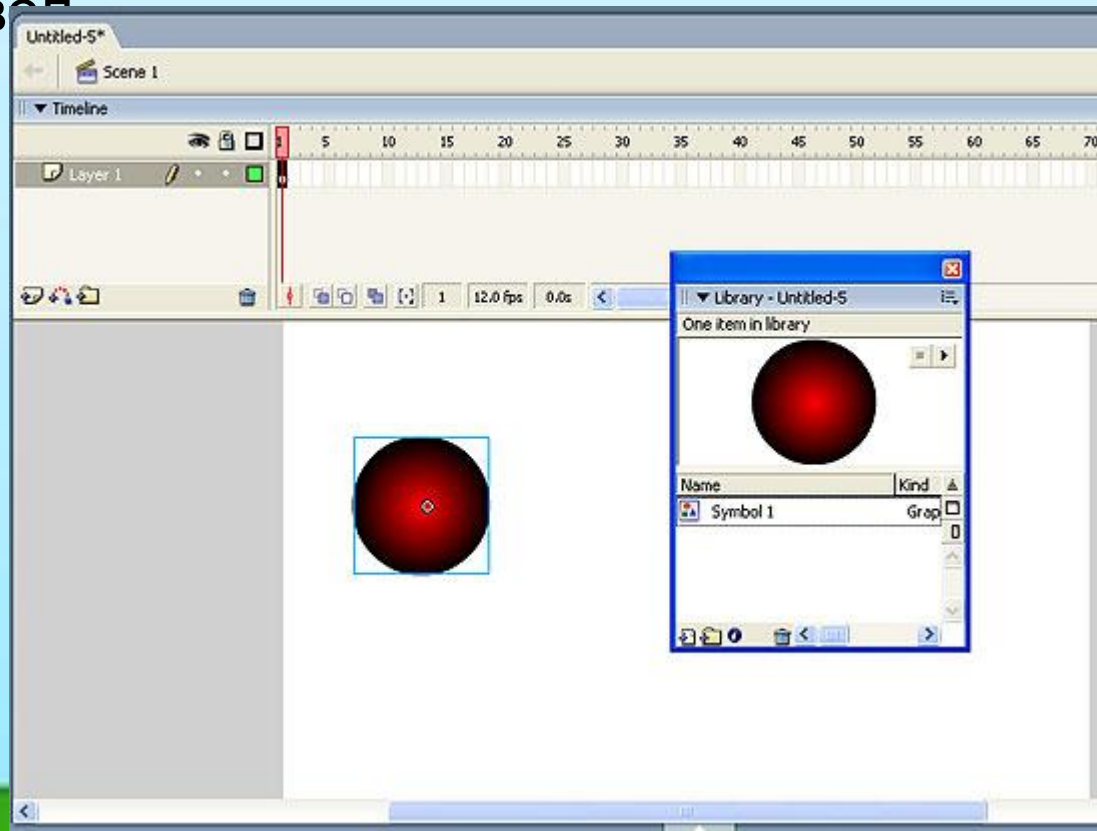 Untitled-5*
Scene 1
Timeline
1 5 10 15 20 25 30 35 40 45 50 55 60 65 70
Layer 1
1 12.0 fps 0.0s
Library - Untitled-5
One item in library
Name Kind
Symbol 1 Grap